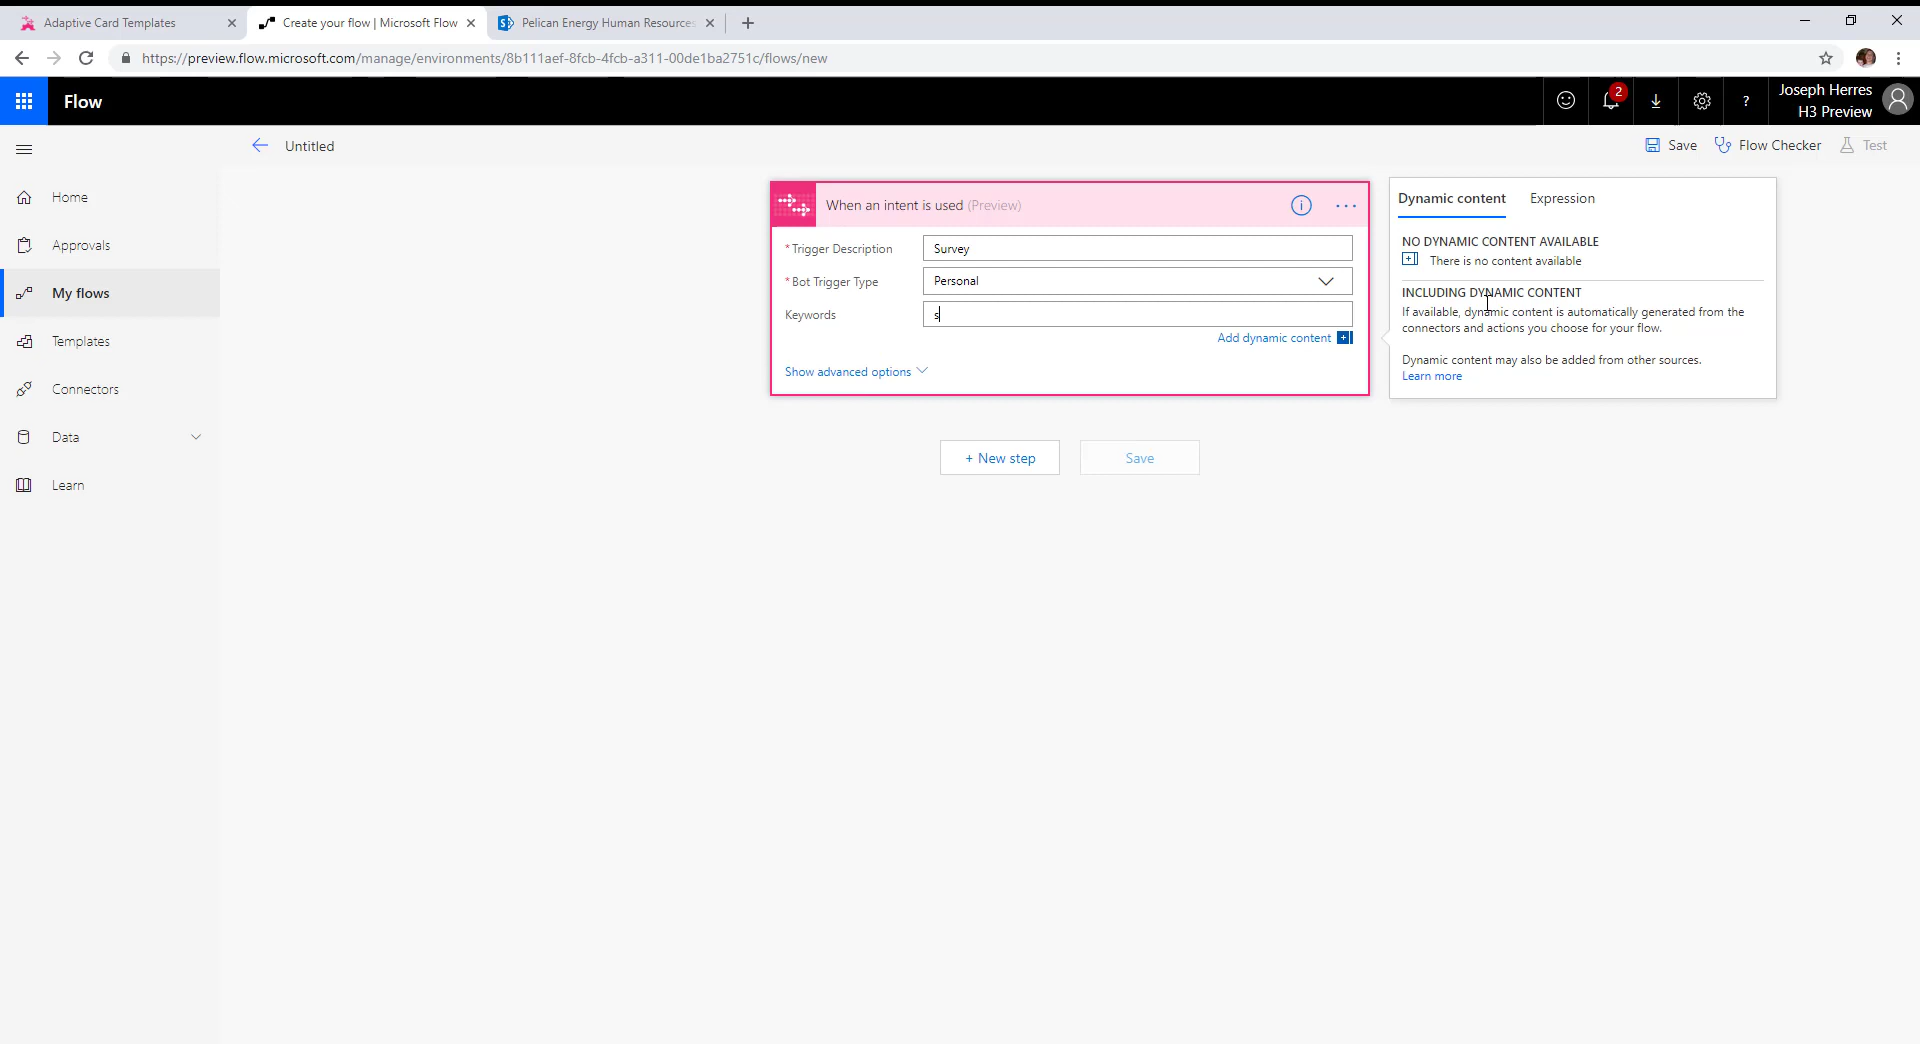 Adaptive Card Templates
Create your flow | Microsoft Flow
Pelican Energy Human Resources
https://preview.flow.microsoft.com/manage/environments/8b111aef-8fcb-4fcb-a311-00de1ba2751c/flows/new
Flow
2
?
Joseph Herres
H3 Preview
Untitled
Save
Flow Checker
Test
Home
Approvals
My flows
Templates
Connectors
Data
Learn
When an intent is used (Preview)
* Trigger Description
Survey
* Bot Trigger Type
Personal
Keywords
s
Add dynamic content
Show advanced options
+ New step
Save
Dynamic content
Expression
NO DYNAMIC CONTENT AVAILABLE
There is no content available
INCLUDING DYNAMIC CONTENT
If available, dynamic content is automatically generated from the
connectors and actions you choose for your flow.
Dynamic content may also be added from other sources.
Learn more